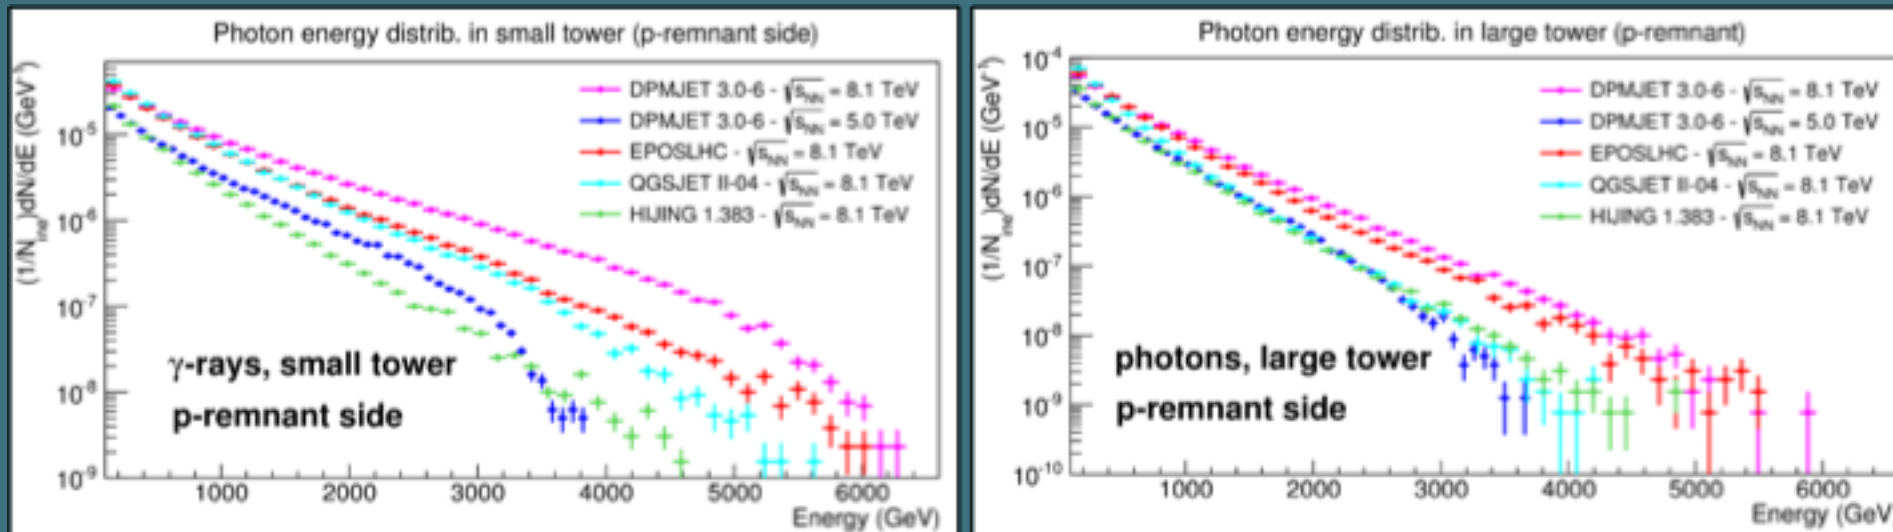 Photon energy distrib. in small tower (p-remnant side)
(1/N_ine)dN/dE (GeV⁻¹)
DPMJET 3.0-6 - √s_NN = 8.1 TeV
DPMJET 3.0-6 - √s_NN = 5.0 TeV
EPOSLHC - √s_NN = 8.1 TeV
QGSJET II-04 - √s_NN = 8.1 TeV
HIJING 1.383 - √s_NN = 8.1 TeV
10⁻⁵
10⁻⁶
10⁻⁷
10⁻⁸
10⁻⁹
γ-rays, small tower
p-remnant side
1000 2000 3000 4000 5000 6000
Energy (GeV)
Photon energy distrib. in large tower (p-remnant)
(1/N_ine)dN/dE (GeV⁻¹)
DPMJET 3.0-6 - √s_NN = 8.1 TeV
DPMJET 3.0-6 - √s_NN = 5.0 TeV
EPOSLHC - √s_NN = 8.1 TeV
QGSJET II-04 - √s_NN = 8.1 TeV
HIJING 1.383 - √s_NN = 8.1 TeV
10⁻⁴
10⁻⁵
10⁻⁶
10⁻⁷
10⁻⁸
10⁻⁹
10⁻¹⁰
photons, large tower
p-remnant side
1000 2000 3000 4000 5000 6000
Energy (GeV